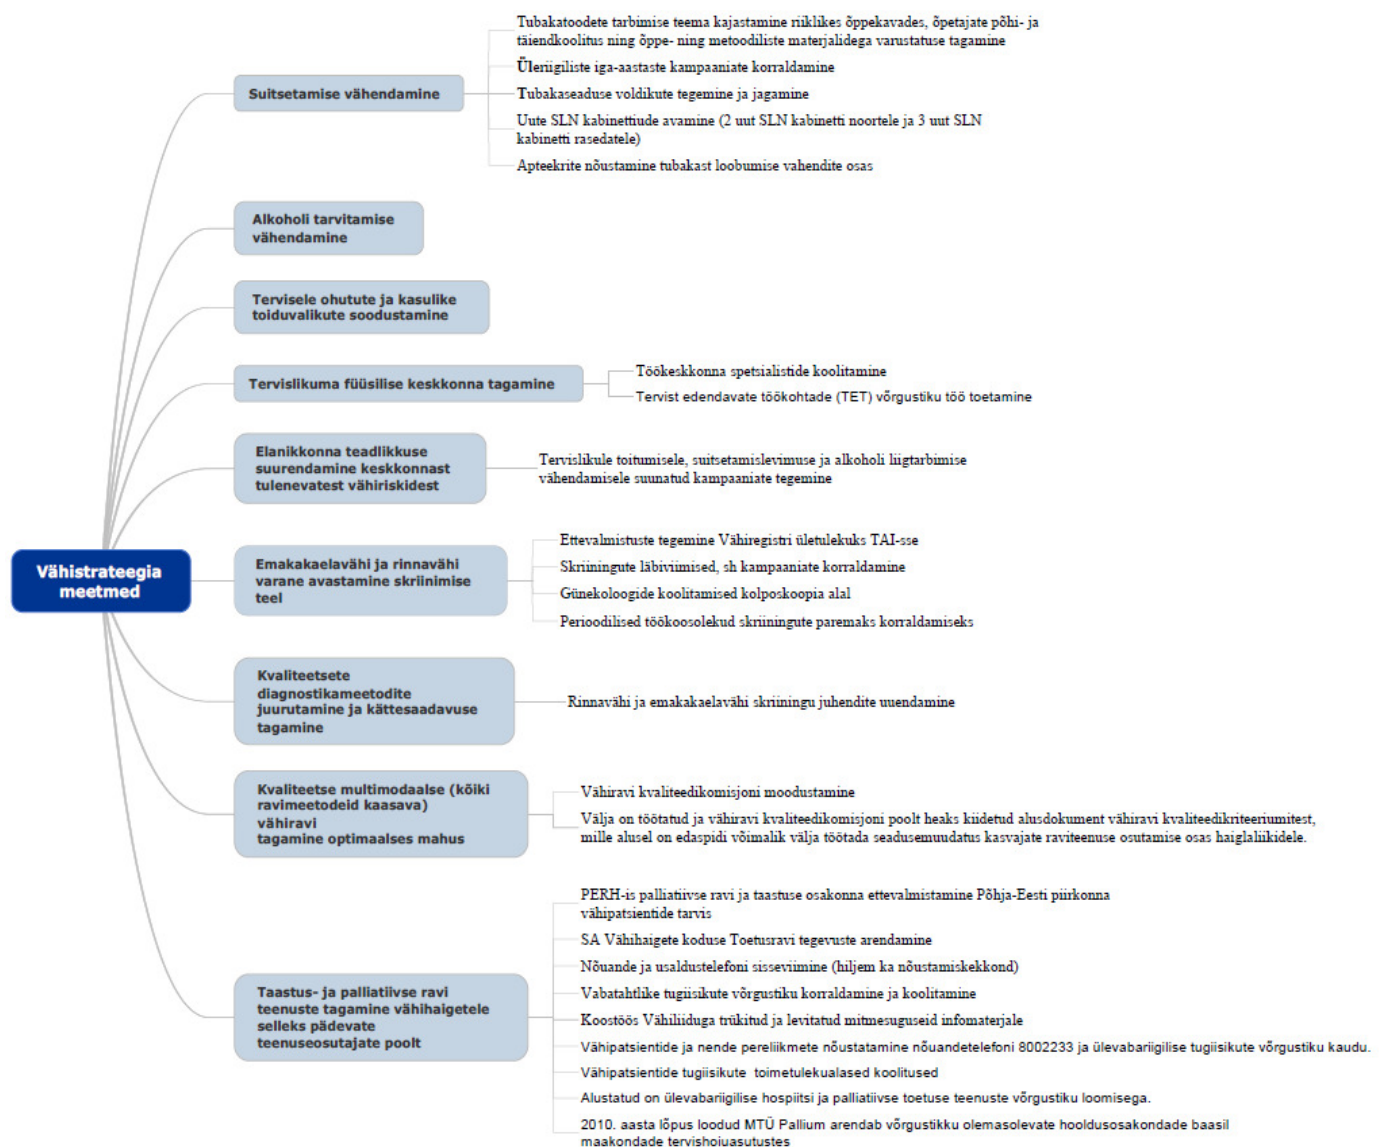 Tubakatoodete tarbimise teema kajastamine riiklikes õppekavades, õpetajate põhi- ja
täiendkoolitus ning õppe- ning metoodiliste materjalidega varustatuse tagamine
Suitsetamise vähendamine
Üleriigiliste iga-aastaste kampaaniate korraldamine
Tubakaseaduse voldikute tegemine ja jagamine
Uute SLN kabinettiude avamine (2 uut SLN kabinetti noortele ja 3 uut SLN
kabinetti rasedatele)
Apteekrite nõustamine tubakast loobumise vahendite osas
Alkoholi tarvitamise
vähendamine
Tervisele ohutute ja kasulike
toiduvalikute soodustamine
Tervislikuma füüsilise keskkonna tagamine
Töökeskkonna spetsialistide koolitamine
Tervist edendavate töökohtade (TET) võrgustiku töö toetamine
Elanikkonna teadlikkuse
suurendamine keskkonnast
tulenevatest vähiriskidest
Tervislikule toitumisele, suitsetamislevimuse ja alkoholi liigtarbimise
vähendamisele suunatud kampaaniate tegemine
Vähistrateegia
meetmed
Emakakaelavähi ja rinnavähi
varane avastamine skriinimise
teel
Ettevalmistuste tegemine Vähiregistri ületulekuks TAI-sse
Skriiningute läbiviimised, sh kampaaniate korraldamine
Günekoloogide koolitamised kolposkoopia alal
Perioodilised töökoosolekud skriiningute paremaks korraldamiseks
Kvaliteetsete
diagnostikameetodite
juurutamine ja kättesaadavuse
tagamine
Rinnavähi ja emakakaelavähi skriiningu juhendite uuendamine
Kvaliteetse multimodaalse (kõiki
ravimeetodeid kaasava)
vähiravi
tagamine optimaalses mahus
Vähiravi kvaliteedikomisjoni moodustamine
Välja on töötatud ja vähiravi kvaliteedikomisjoni poolt heaks kiidetud alusdokument vähiravi kvaliteedikriteeriumitest,
mille alusel on edaspidi võimalik välja töötada seadusemuudatus kasvajate raviteenuse osutamise osas haiglaliikidele.
Taastus- ja palliatiivse ravi
teenuste tagamine vähihaigetele
selleks pädevate
teenuseosutajate poolt
PERH-is palliatiivse ravi ja taastuse osakonna ettevalmistamine Põhja-Eesti piirkonna
vähipatsientide tarvis
SA Vähihaigete koduse Toetusravi tegevuste arendamine
Nõuande ja usaldustelefoni sisseviimine (hiljem ka nõustamiskekkond)
Vabatahtlike tugiisikute võrgustiku korraldamine ja koolitamine
Koostöös Vähiliiduga trükitud ja levitatud mitmesuguseid infomaterjale
Vähipatsientide ja nende pereliikmete nõustatamine nõuandetelefoni 8002233 ja ülevabariigilise tugiisikute võrgustiku kaudu.
Vähipatsientide tugiisikute toimetulekualased koolitused
Alustatud on ülevabariigilise hospiitsi ja palliatiivse toetuse teenuste võrgustiku loomisega.
2010. aasta lõpus loodud MTÜ Pallium arendab võrgustikku olemasolevate hooldusosakondade baasil
maakondade tervishoiuasutustes